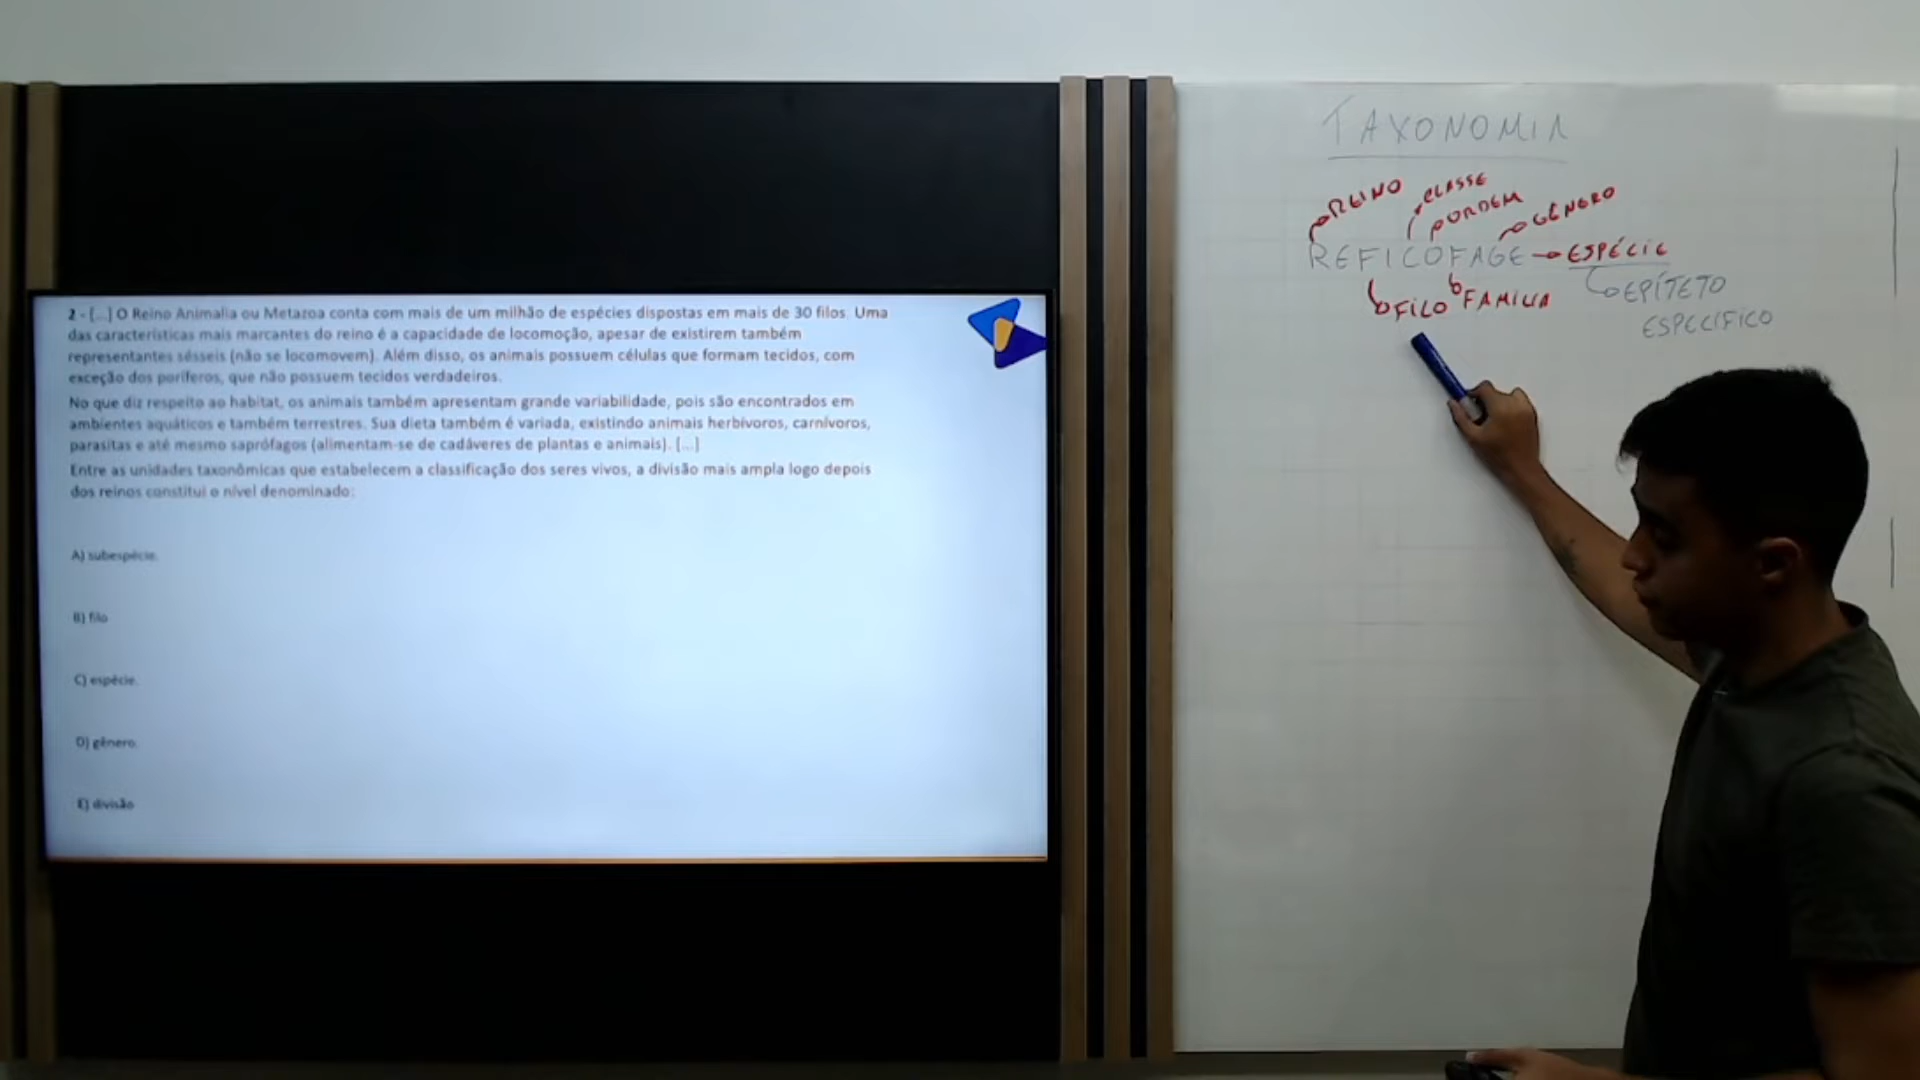 2 - [...] O Reino Animalia ou Metazoa conta com mais de um milhão de espécies dispostas em mais de 30 filos. Uma
das características mais marcantes do reino é a capacidade de locomoção, apesar de existirem também
representantes sésseis (não se locomovem). Além disso, os animais possuem células que formam tecidos, com
exceção dos poríferos, que não possuem tecidos verdadeiros.
No que diz respeito ao habitat, os animais também apresentam grande variabilidade, pois são encontrados em
ambientes aquáticos e também terrestres. Sua dieta também é variada, existindo animais herbívoros, carnívoros,
parasitas e até mesmo saprófagos (alimentam-se de cadáveres de plantas e animais). [...]
Entre as unidades taxonômicas que estabelecem a classificação dos seres vivos, a divisão mais ampla logo depois
dos reinos constitui o nível denominado:
A) subespécie.
B) filo
C) espécie.
D) gênero.
E) divisão
TAXONOMIA
REINO
CLASSE
ORDEM
GÊNERO
REFICOFAGE → ESPÉCIE
FILO
FAMILIA
EPÍTETO
ESPECÍFICO